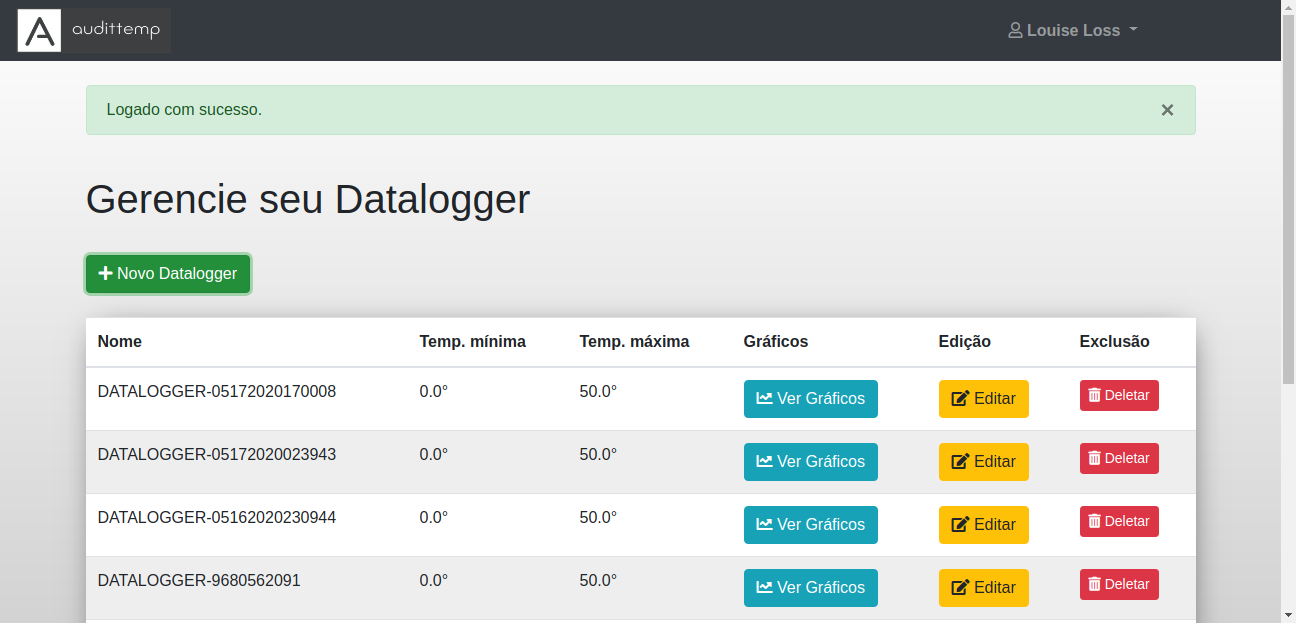 A audittemp Louise Loss
Logado com sucesso. ×
Gerencie seu Datalogger
Novo Datalogger
Nome Temp. mínima Temp. máxima Gráficos Edição Exclusão
DATALOGGER-05172020170008 0.0° 50.0° Ver Gráficos Editar Deletar
DATALOGGER-05172020023943 0.0° 50.0° Ver Gráficos Editar Deletar
DATALOGGER-05162020230944 0.0° 50.0° Ver Gráficos Editar Deletar
DATALOGGER-9680562091 0.0° 50.0° Ver Gráficos Editar Deletar